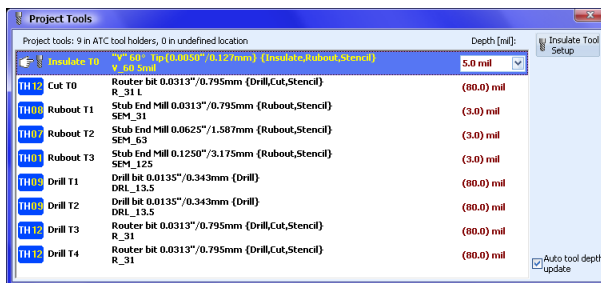 Project Tools
Project tools: 9 in ATC tool holders, 0 in undefined location
Depth [mil]:
Insulate Tool
Setup
Insulate T0
"V" 60° Tip{0.0050"/0.127mm} {Insulate,Rubout,Stencil}
V_60 5mil
5.0 mil
TH12 Cut T0
Router bit 0.0313"/0.795mm {Drill,Cut,Stencil}
R_31 L
(80.0) mil
TH08 Rubout T1
Stub End Mill 0.0313"/0.795mm {Rubout,Stencil}
SEM_31
(3.0) mil
TH07 Rubout T2
Stub End Mill 0.0625"/1.587mm {Rubout,Stencil}
SEM_63
(3.0) mil
TH01 Rubout T3
Stub End Mill 0.1250"/3.175mm {Rubout,Stencil}
SEM_125
(3.0) mil
TH09 Drill T1
Drill bit 0.0135"/0.343mm {Drill}
DRL_13.5
(80.0) mil
TH09 Drill T2
Drill bit 0.0135"/0.343mm {Drill}
DRL_13.5
(80.0) mil
TH12 Drill T3
Router bit 0.0313"/0.795mm {Drill,Cut,Stencil}
R_31
(80.0) mil
TH12 Drill T4
Router bit 0.0313"/0.795mm {Drill,Cut,Stencil}
R_31
(80.0) mil
Auto tool depth
update